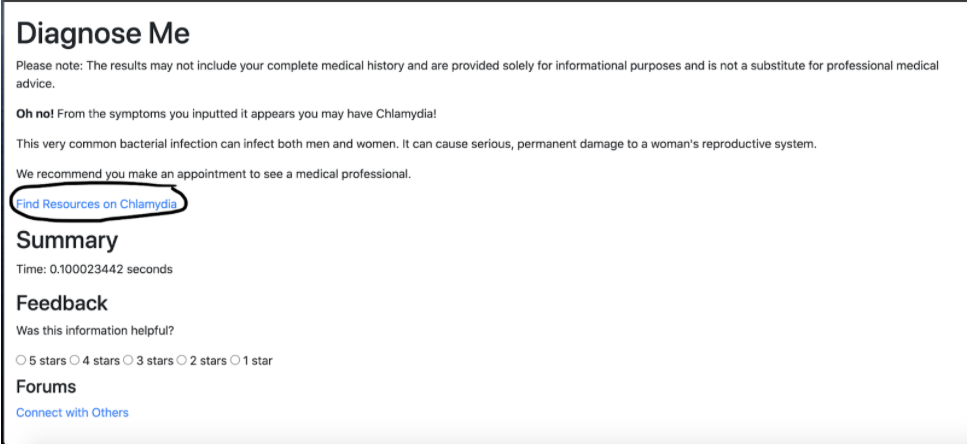 Diagnose Me
Please note: The results may not include your complete medical history and are provided solely for informational purposes and is not a substitute for professional medical
advice.
Oh no! From the symptoms you inputted it appears you may have Chlamydia!
This very common bacterial infection can infect both men and women. It can cause serious, permanent damage to a woman's reproductive system.
We recommend you make an appointment to see a medical professional.
Find Resources on Chlamydia
Summary
Time: 0.100023442 seconds
Feedback
Was this information helpful?
5 stars 4 stars 3 stars 2 stars 1 star
Forums
Connect with Others